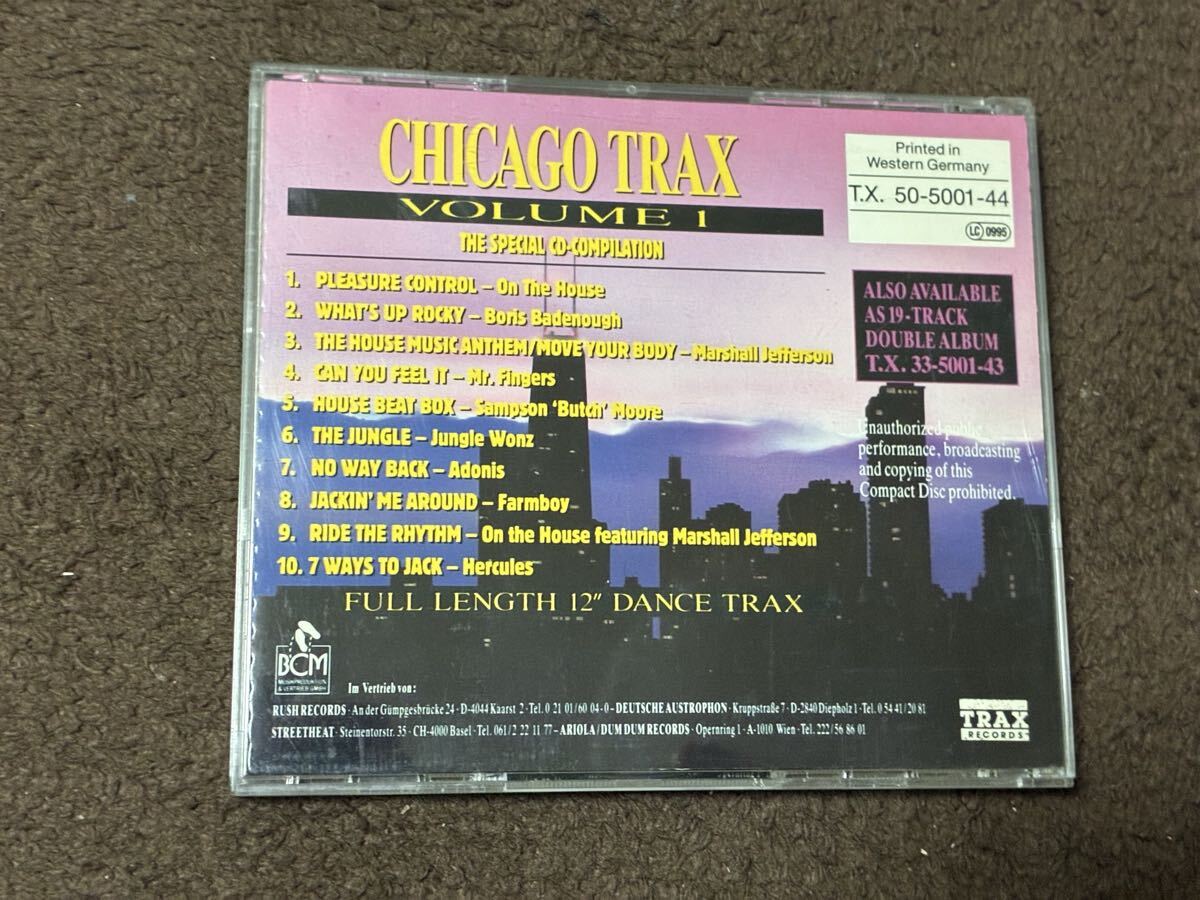 CHICAGO TRAX
VOLUME 1
THE SPECIAL CD-COMPILATION
1. PLEASURE CONTROL – On The House
2. WHAT'S UP ROCKY – Boris Badenough
3. THE HOUSE MUSIC ANTHEM/MOVE YOUR BODY – Marshall Jefferson
4. CAN YOU FEEL IT – Mr. Fingers
5. HOUSE BEAT BOX – Sampson 'Butch' Moore
6. THE JUNGLE – Jungle Wonz
7. NO WAY BACK – Adonis
8. JACKIN' ME AROUND – Farmboy
9. RIDE THE RHYTHM – On the House featuring Marshall Jefferson
10. 7 WAYS TO JACK – Hercules
FULL LENGTH 12" DANCE TRAX
Printed in
Western Germany
T.X. 50-5001-44
LC 0995
ALSO AVAILABLE
AS 19-TRACK
DOUBLE ALBUM
T.X. 33-5001-43
Unauthorized public
performance, broadcasting
and copying of this
Compact Disc prohibited.
BCM
MUSIKPRODUKTION
& VERTRIEB GMBH
Im Vertrieb von:
RUSH RECORDS · An der Gümpgesbrücke 24 · D-4044 Kaarst 2 · Tel. 0 21 01/60 04-0 – DEUTSCHE AUSTROPHON · Kruppstraße 7 · D-2840 Diepholz 1 · Tel. 0 54 41/20 81
STREETHEAT · Steinentorstr. 35 · CH-4000 Basel · Tel. 061/2 22 11 77 – ARIOLA/DUM DUM RECORDS · Opernring 1 · A-1010 Wien · Tel. 222/56 86 01
TRAX
RECORDS